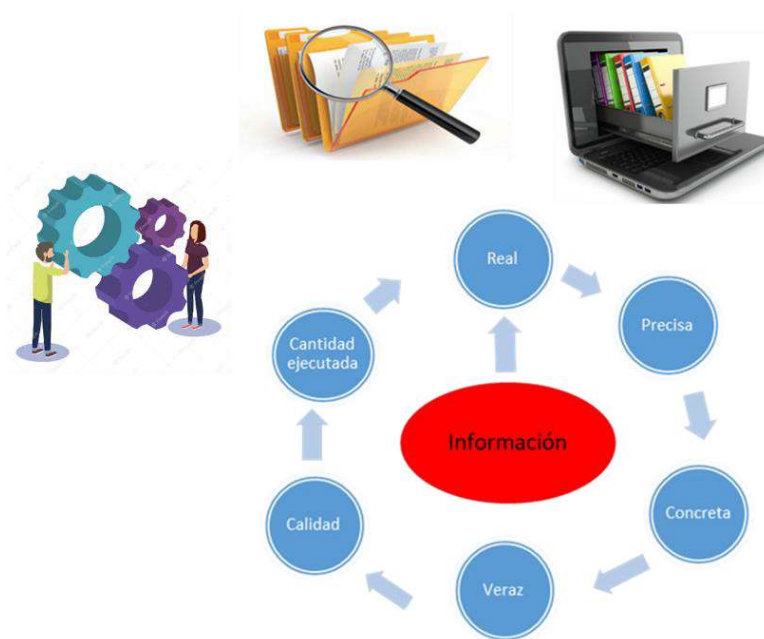 Real
Precisa
Cantidad
ejecutada
Información
Concreta
Calidad
Veraz